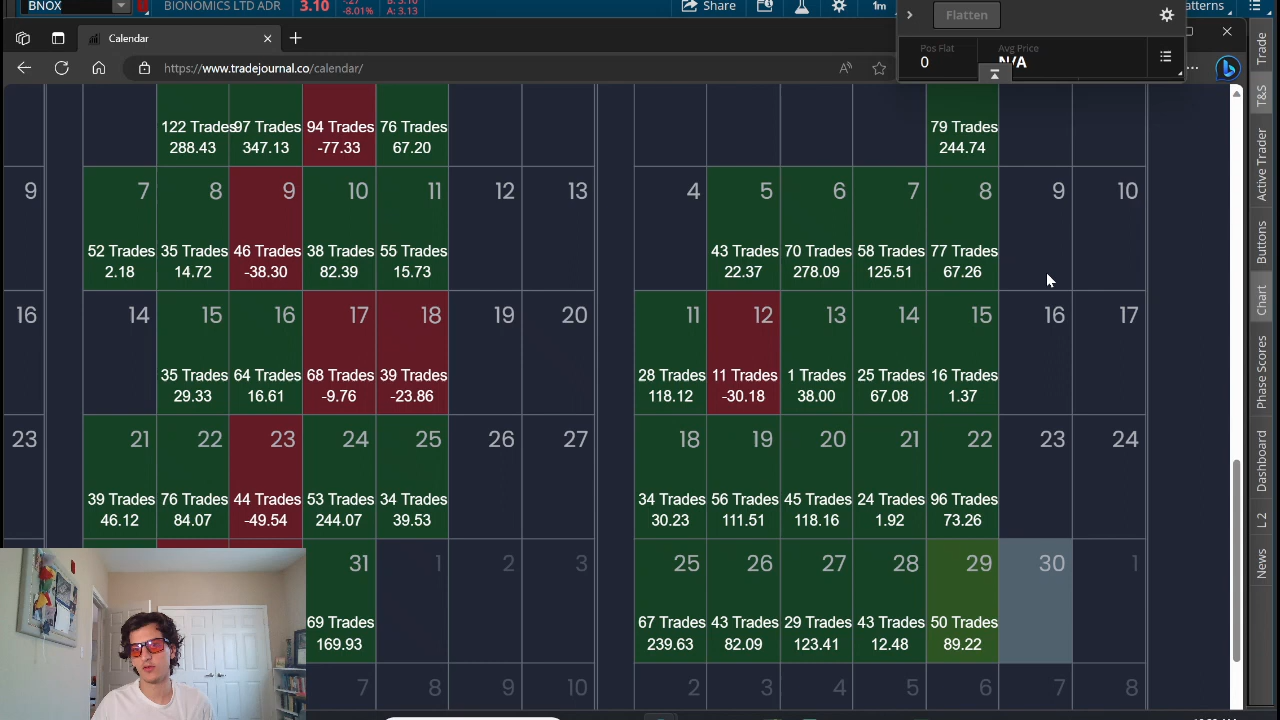 BNOX
BIONOMICS LTD ADR
3.10
-.27
-8.01%
B: 3.10
A: 3.13
Share
1m
atterns
Flatten
Pos Flat
0
Avg Price
N/A
Calendar
https://www.tradejournal.co/calendar/
122 Trades 97 Trades 94 Trades 76 Trades 79 Trades
288.43 347.13 -77.33 67.20 244.74
9 7 8 9 10 11 12 13 4 5 6 7 8 9 10
52 Trades 35 Trades 46 Trades 38 Trades 55 Trades 43 Trades 70 Trades 58 Trades 77 Trades
2.18 14.72 -38.30 82.39 15.73 22.37 278.09 125.51 67.26
16 14 15 16 17 18 19 20 11 12 13 14 15 16 17
35 Trades 64 Trades 68 Trades 39 Trades 28 Trades 11 Trades 1 Trades 25 Trades 16 Trades
29.33 16.61 -9.76 -23.86 118.12 -30.18 38.00 67.08 1.37
23 21 22 23 24 25 26 27 18 19 20 21 22 23 24
39 Trades 76 Trades 44 Trades 53 Trades 34 Trades 34 Trades 56 Trades 45 Trades 24 Trades 96 Trades
46.12 84.07 -49.54 244.07 39.53 30.23 111.51 118.16 1.92 73.26
31 1 2 3 25 26 27 28 29 30 1
69 Trades 67 Trades 43 Trades 29 Trades 43 Trades 50 Trades
169.93 239.63 82.09 123.41 12.48 89.22
7 8 9 10 2 3 4 5 6 7 8
Trade
T&S
Active Trader
Buttons
Chart
Phase Scores
Dashboard
L 2
News